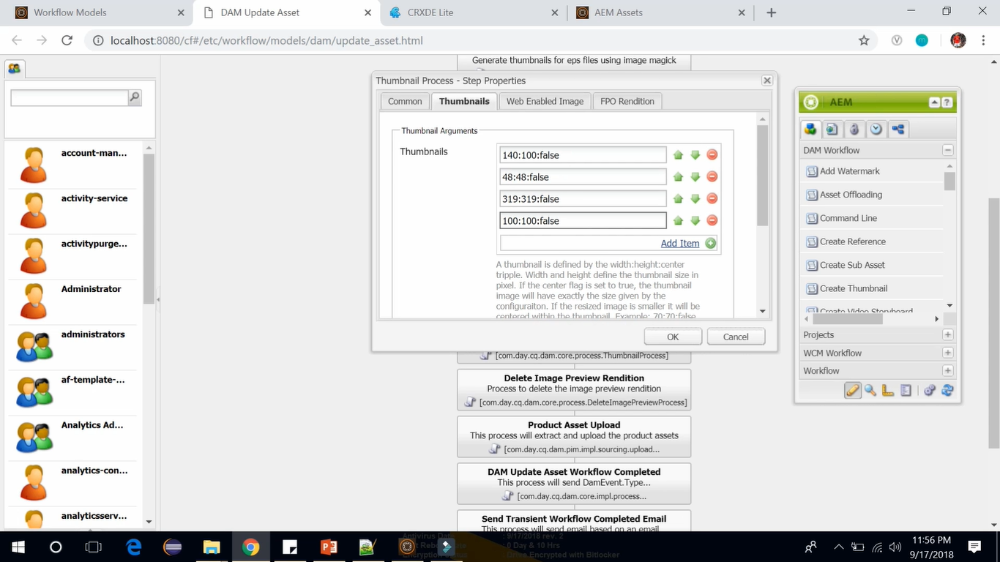 Workflow Models
DAM Update Asset
CRXDE Lite
AEM Assets
localhost:8080/cf#/etc/workflow/models/dam/update_asset.html
account-man...
activity-service
activitypurge...
Administrator
administrators
af-template-...
Analytics Ad...
analytics-con...
analyticsserv...
Generate thumbnails for eps files using image magick
Thumbnail Process - Step Properties
Common
Thumbnails
Web Enabled Image
FPO Rendition
Thumbnail Arguments
Thumbnails
140:100:false
48:48:false
319:319:false
100:100:false
Add Item
A thumbnail is defined by the width:height:center
tripple. Width and height define the thumbnail size in
pixel. If the center flag is set to true, the thumbnail
image will have exactly the size given by the
configuraiton. If the resized image is smaller it will be
centered within the thumbnail. Example: 70:70:false
OK
Cancel
[com.day.cq.dam.core.process.ThumbnailProcess]
Delete Image Preview Rendition
Process to delete the image preview rendition
[com.day.cq.dam.core.process.DeleteImagePreviewProcess]
Product Asset Upload
This process will extract and upload the product assets
[com.day.cq.dam.pim.impl.sourcing.upload...
DAM Update Asset Workflow Completed
This process will send DamEvent.Type...
[com.day.cq.dam.core.impl.process...
Send Transient Workflow Completed Email
This process will send email based on an email
AEM
DAM Workflow
Add Watermark
Asset Offloading
Command Line
Create Reference
Create Sub Asset
Create Thumbnail
Create Video Storyboard
Projects
WCM Workflow
Workflow
: 9/17/2018 rev. 2
: 0 Day & 10 Hrs
: Drive Encrypted with Bitlocker
11:56 PM
9/17/2018